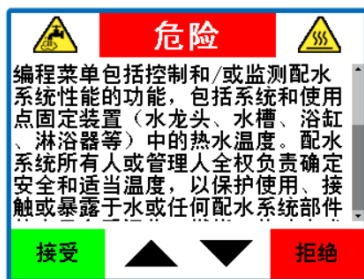 危险
编程菜单包括控制和/或监测配水
系统性能的功能，包括系统和使用
点固定装置（水龙头、水槽、浴缸
、淋浴器等）中的热水温度。配水
系统所有人或管理人全权负责确定
安全和适当温度，以保护使用、接
触或暴露于水或任何配水系统部件
接受
拒绝